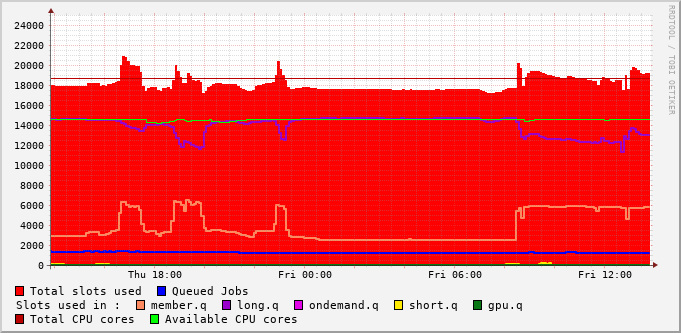 RRDTOOL / TOBI OETIKER
24000
22000
20000
18000
16000
14000
12000
10000
8000
6000
4000
2000
0
Thu 18:00 Fri 00:00 Fri 06:00 Fri 12:00
Total slots used Queued Jobs
Slots used in : member.q long.q ondemand.q short.q gpu.q
Total CPU cores Available CPU cores